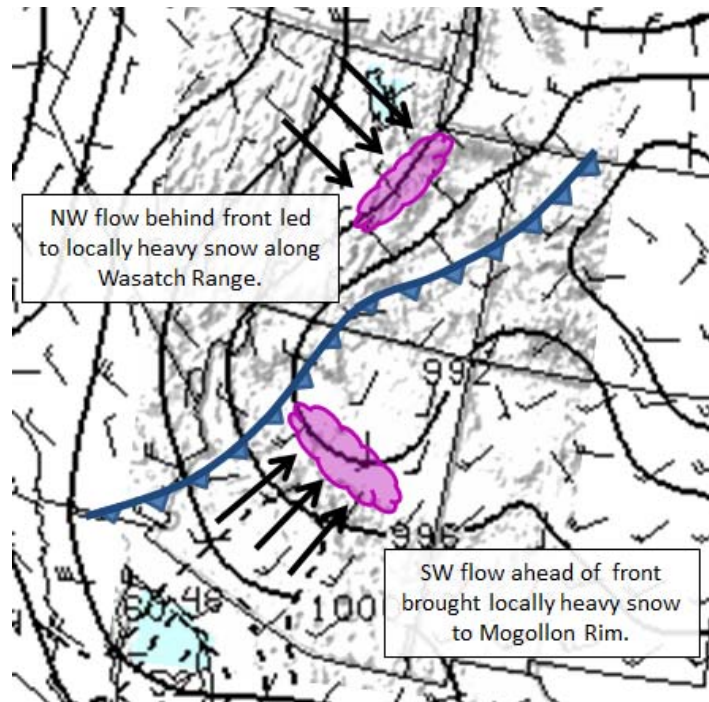 NW flow behind front led
to locally heavy snow along
Wasatch Range.
992
996
SW flow ahead of front
brought locally heavy snow
to Mogollon Rim.